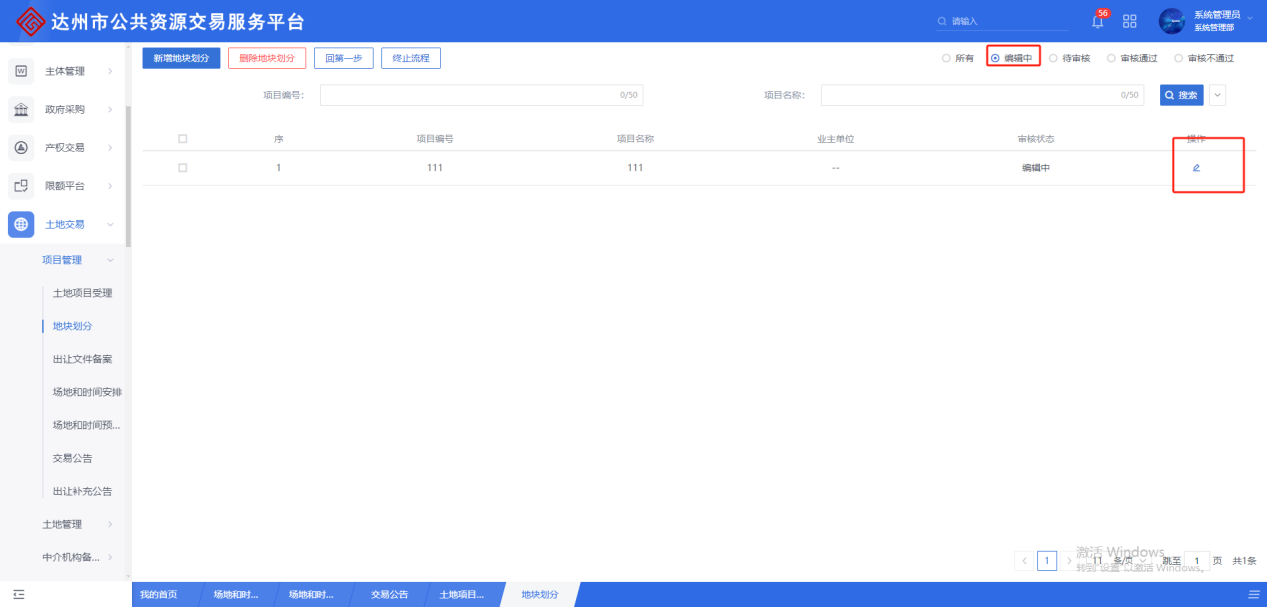 达州市公共资源交易服务平台
请输入
56
系统管理员
系统管理部
主体管理
政府采购
产权交易
限额平台
土地交易
项目管理
土地项目受理
地块划分
出让文件备案
场地和时间安排
场地和时间预...
交易公告
出让补充公告
土地管理
中介机构备...
新增地块划分 删除地块划分 回第一步 终止流程
所有 编辑中 待审核 审核通过 审核不通过
项目编号: 0/50 项目名称: 0/50 搜索
序 项目编号 项目名称 业主单位 审核状态 操作
1 111 111 -- 编辑中
激活 Windows
转到"设置"以激活 Windows。
1 11 条/页 跳至 1 页 共1条
我的首页 场地和时... 场地和时... 交易公告 土地项目... 地块划分